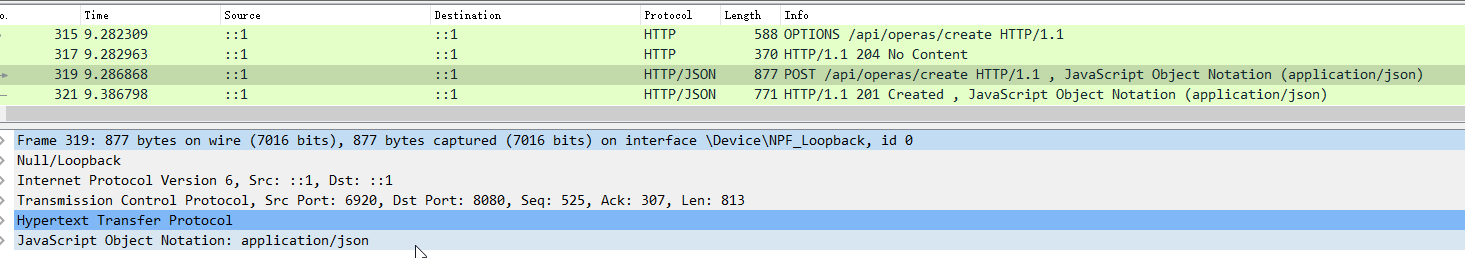 o. Time Source Destination Protocol Length Info
315 9.282309 ::1 ::1 HTTP 588 OPTIONS /api/operas/create HTTP/1.1
317 9.282963 ::1 ::1 HTTP 370 HTTP/1.1 204 No Content
319 9.286868 ::1 ::1 HTTP/JSON 877 POST /api/operas/create HTTP/1.1 , JavaScript Object Notation (application/json)
321 9.386798 ::1 ::1 HTTP/JSON 771 HTTP/1.1 201 Created , JavaScript Object Notation (application/json)
Frame 319: 877 bytes on wire (7016 bits), 877 bytes captured (7016 bits) on interface \Device\NPF_Loopback, id 0
Null/Loopback
Internet Protocol Version 6, Src: ::1, Dst: ::1
Transmission Control Protocol, Src Port: 6920, Dst Port: 8080, Seq: 525, Ack: 307, Len: 813
Hypertext Transfer Protocol
JavaScript Object Notation: application/json